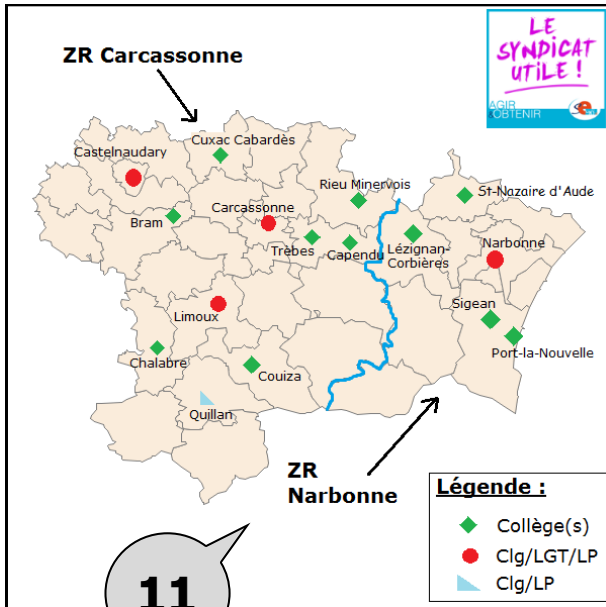 LE
SYNDICAT
UTILE !
AGIR
&OBTENIR
se
ZR Carcassonne
Cuxac Cabardès
Castelnaudary
Rieu Minervois
St-Nazaire d'Aude
Bram
Carcassonne
Trèbes
Capendu
Lézignan-
Corbières
Narbonne
Limoux
Sigean
Port-la-Nouvelle
Chalabre
Couiza
Quillan
ZR
Narbonne
Légende :
Collège(s)
Clg/LGT/LP
Clg/LP
11